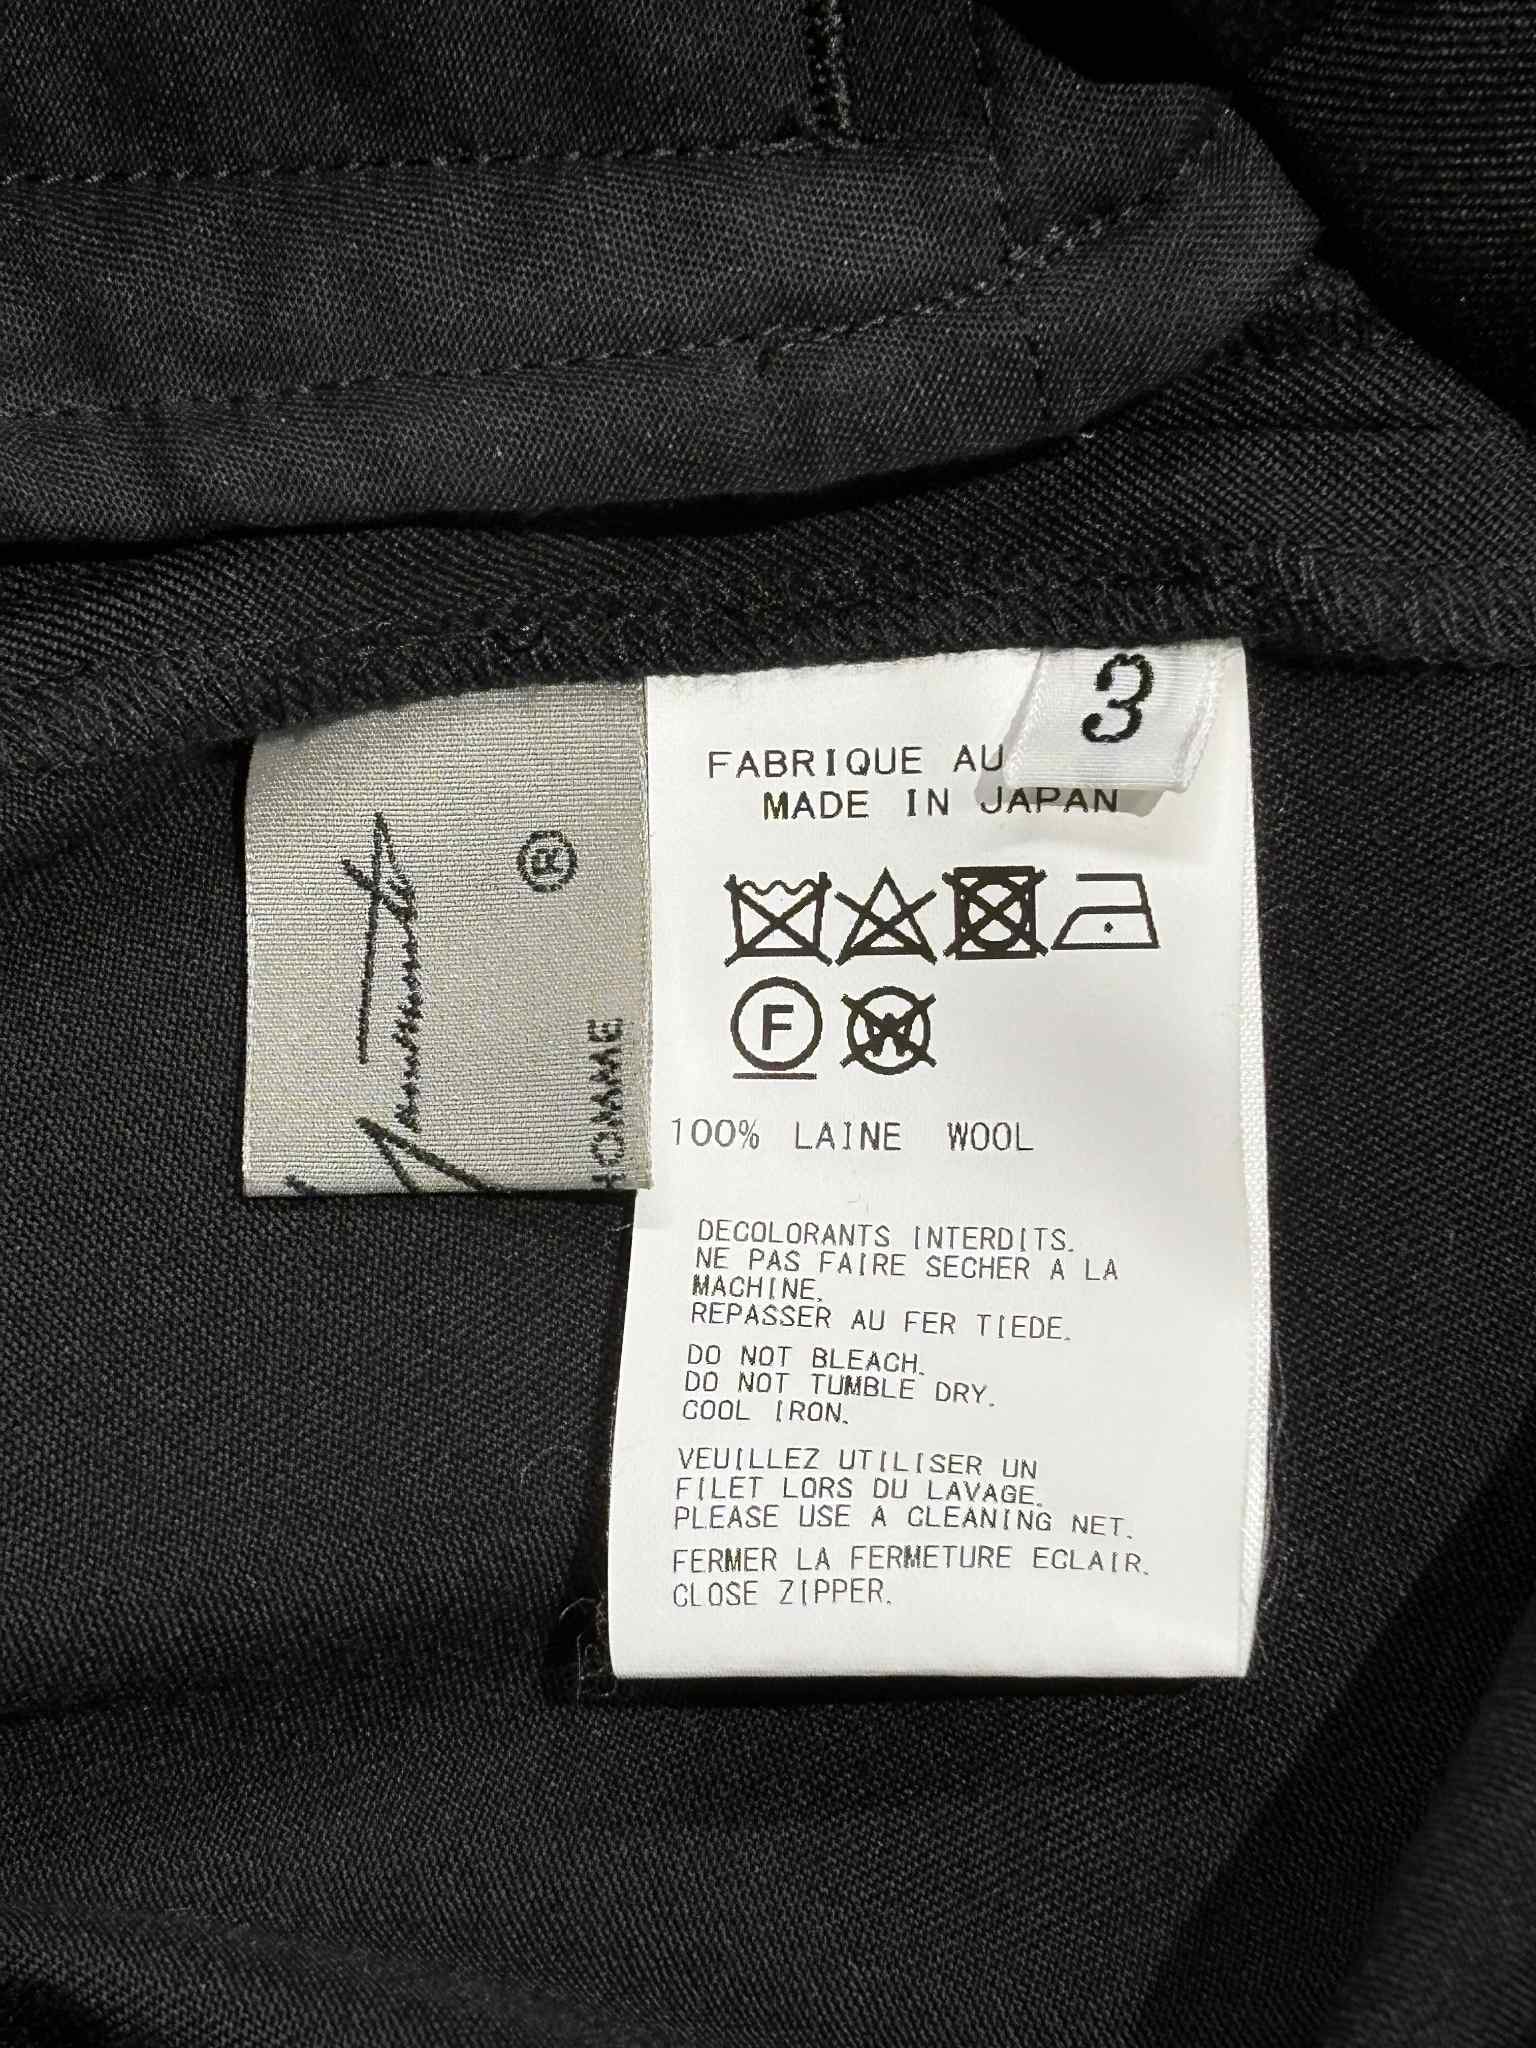 Yamamoto
®
HOMME
3
FABRIQUE AU
MADE IN JAPAN
F
W
100% LAINE WOOL
DECOLORANTS INTERDITS.
NE PAS FAIRE SECHER A LA
MACHINE.
REPASSER AU FER TIEDE.
DO NOT BLEACH.
DO NOT TUMBLE DRY.
COOL IRON.
VEUILLEZ UTILISER UN
FILET LORS DU LAVAGE.
PLEASE USE A CLEANING NET.
FERMER LA FERMETURE ECLAIR.
CLOSE ZIPPER.